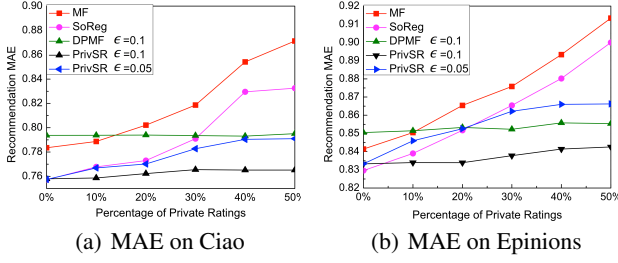 0.90
0.88
0.86
0.84
0.82
0.80
0.78
0.76
Recommendation MAE
MF
SoReg
DPMF ϵ=0.1
PrivSR ϵ=0.1
PrivSR ϵ=0.05
0% 10% 20% 30% 40% 50%
Percentage of Private Ratings
(a) MAE on Ciao
0.92
0.91
0.90
0.89
0.88
0.87
0.86
0.85
0.84
0.83
0.82
Recommendation MAE
MF
SoReg
DPMF ϵ=0.1
PrivSR ϵ=0.1
PrivSR ϵ=0.05
0% 10% 20% 30% 40% 50%
Percentage of Private Ratings
(b) MAE on Epinions